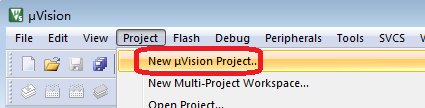 µVision
File Edit View Project Flash Debug Peripherals Tools SVCS W
New µVision Project...
New Multi-Project Workspace...
Open Project...